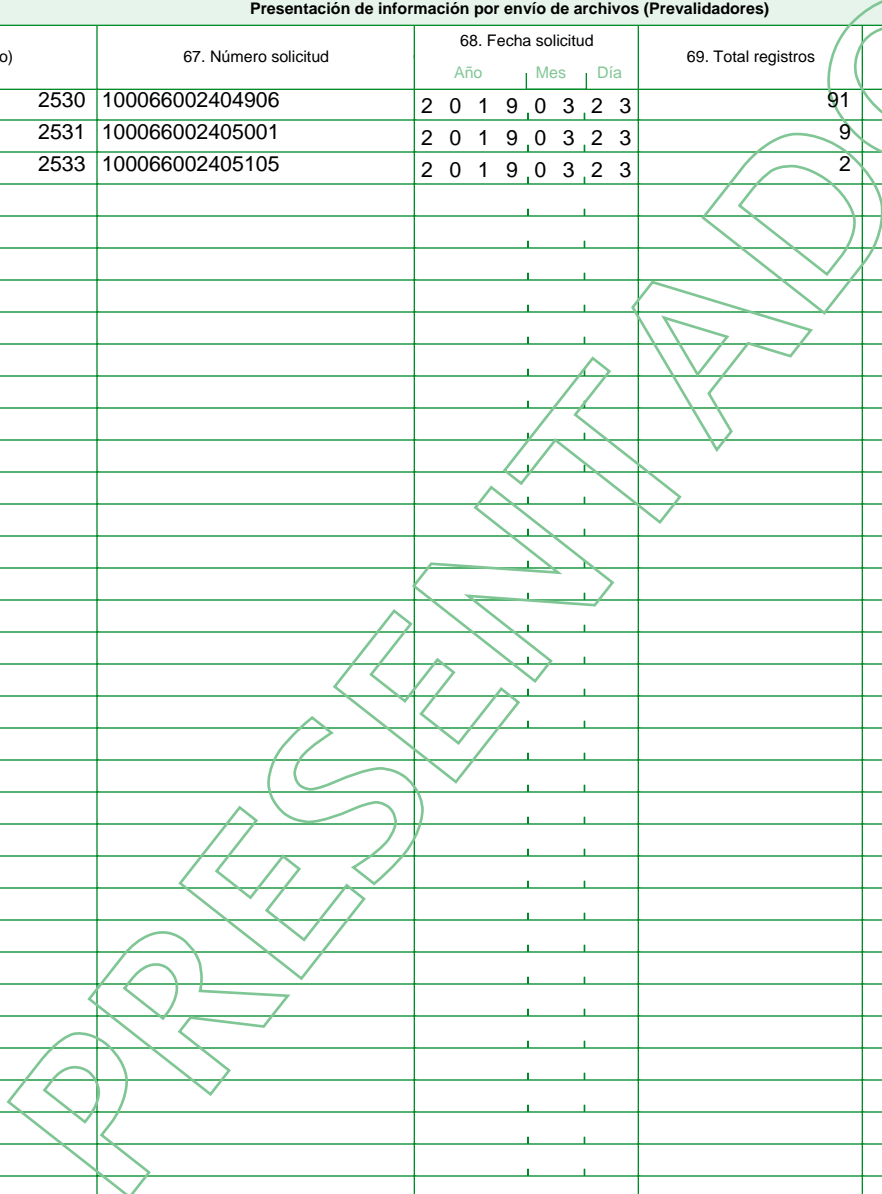 Presentación de información por envío de archivos (Prevalidadores)
o) 67. Número solicitud 68. Fecha solicitud 69. Total registros
Año Mes Día
2530 100066002404906 2 0 1 9 0 3 2 3 91
2531 100066002405001 2 0 1 9 0 3 2 3 9
2533 100066002405105 2 0 1 9 0 3 2 3 2
PRESENTADO